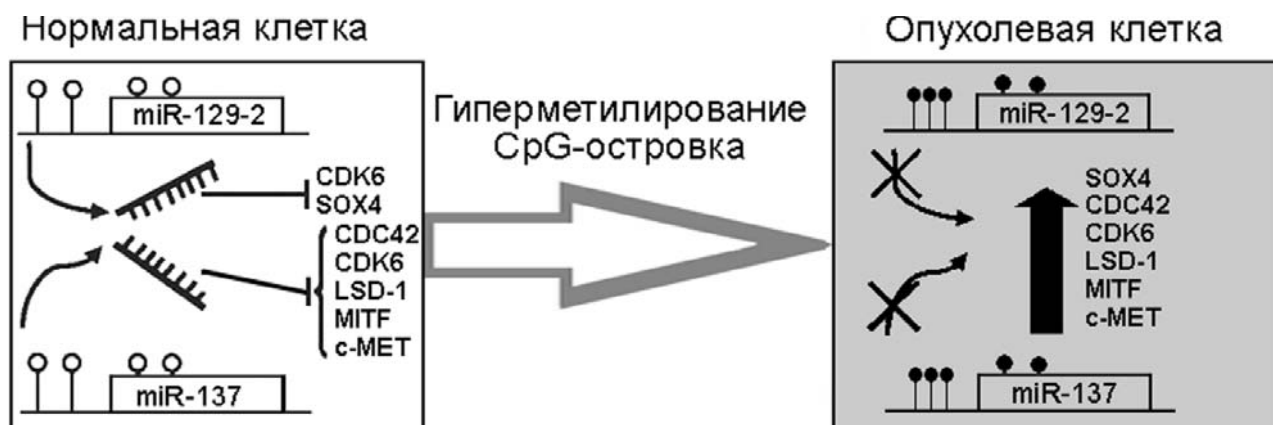 Нормальная клетка
miR-129-2
CDK6
SOX4
CDC42
CDK6
LSD-1
MITF
c-MET
miR-137
Гиперметилирование
CpG-островка
Опухолевая клетка
miR-129-2
SOX4
CDC42
CDK6
LSD-1
MITF
c-MET
miR-137